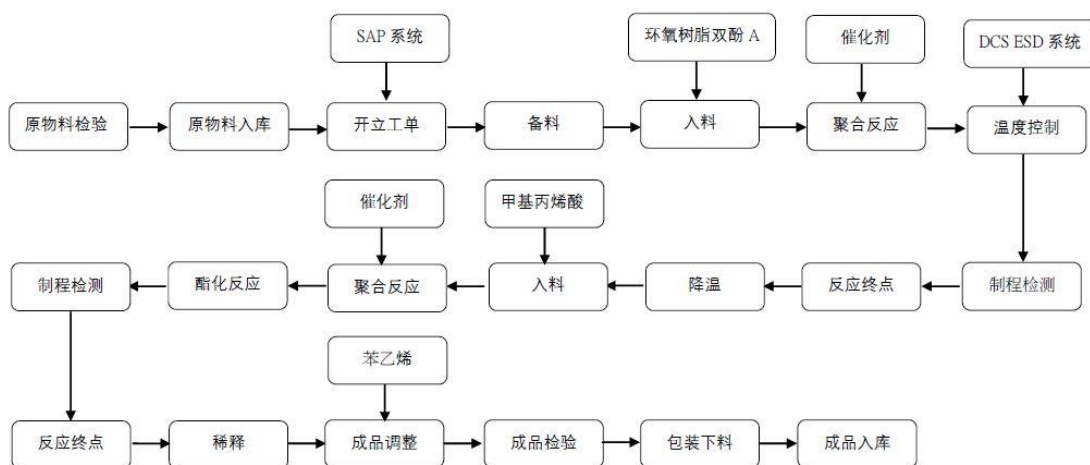 SAP 系统
环氧树脂双酚 A
催化剂
DCS ESD 系统
原物料检验
原物料入库
开立工单
备料
入料
聚合反应
温度控制
催化剂
甲基丙烯酸
制程检测
酯化反应
聚合反应
入料
降温
反应终点
制程检测
苯乙烯
反应终点
稀释
成品调整
成品检验
包装下料
成品入库